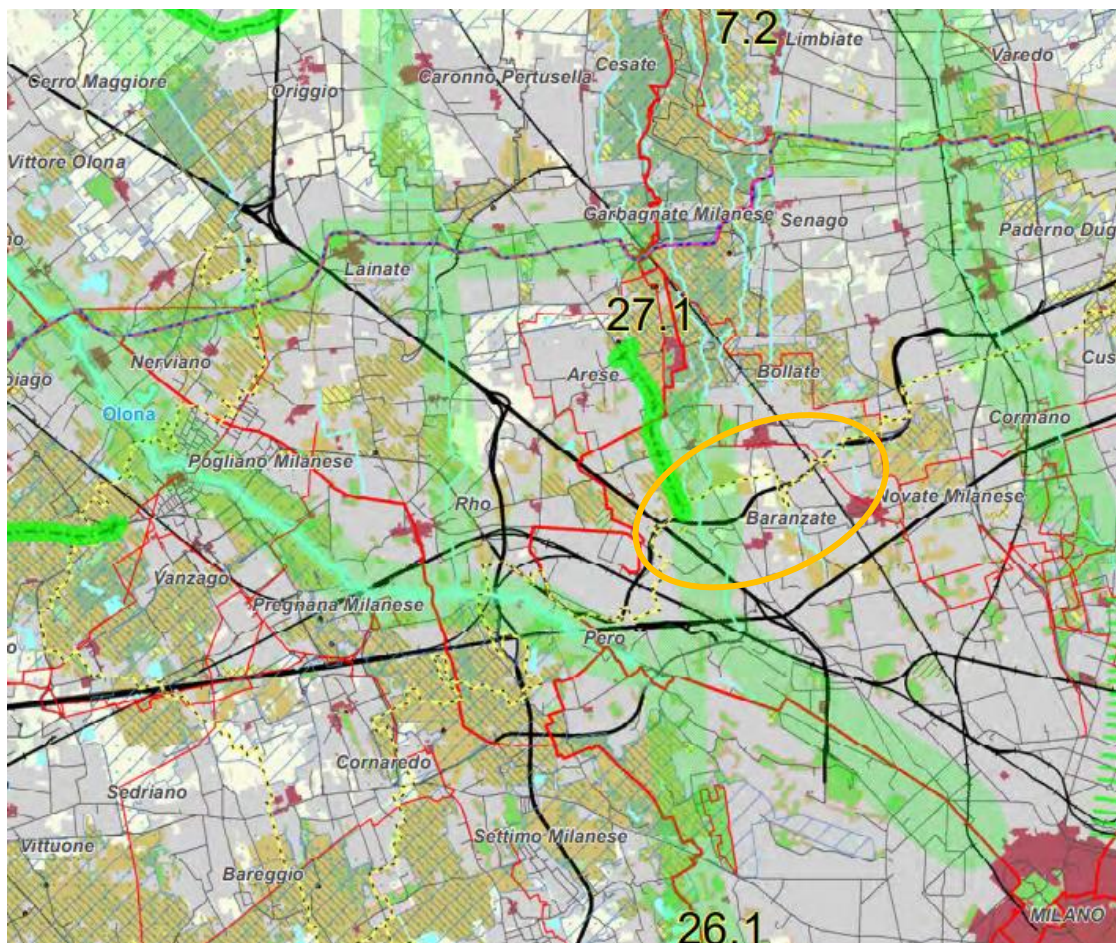 7.2
Limbiate
Varedo
Cesate
Caronno Pertusella
Cerro Maggiore
Origgio
Vittore Olona
Garbagnate Milanese
Senago
Paderno Dug
no
Lainate
27.1
Nerviano
Arese
Bollate
Cus
biago
Olona
Cormano
Pogliano Milanese
Rho
Novate Milanese
Baranzate
Vanzago
Pregnana Milanese
Pero
o
Cornaredo
Sedriano
Settimo Milanese
Vittuone
Bareggio
26.1
MILANO